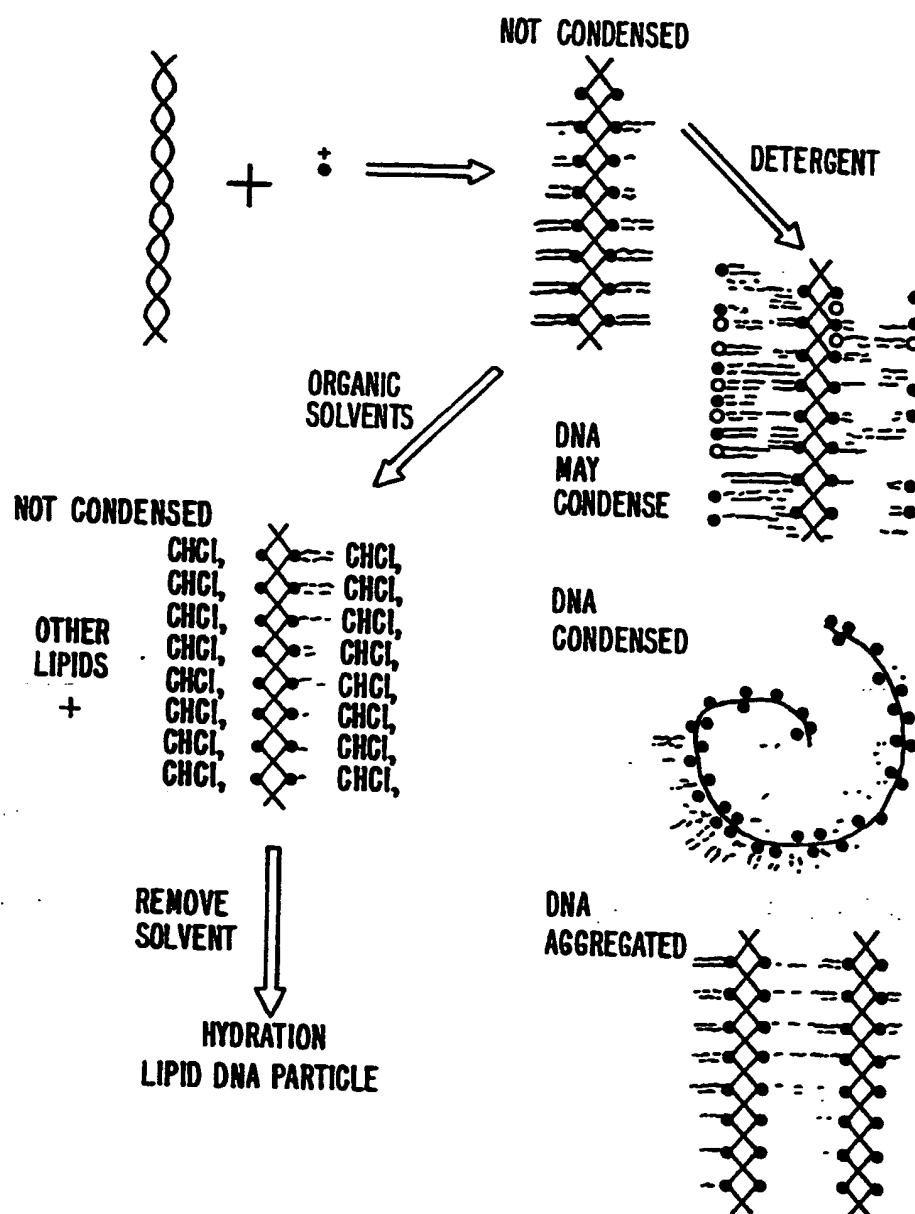 NOT CONDENSED
+
+
DETERGENT
ORGANIC
SOLVENTS
DNA
MAY
CONDENSE
NOT CONDENSED
CHCl, CHCl,
CHCl, CHCl,
CHCl, CHCl,
CHCl, CHCl,
CHCl, CHCl,
CHCl, CHCl,
CHCl, CHCl,
CHCl, CHCl,
OTHER
LIPIDS
+
DNA
CONDENSED
REMOVE
SOLVENT
DNA
AGGREGATED
HYDRATION
LIPID DNA PARTICLE